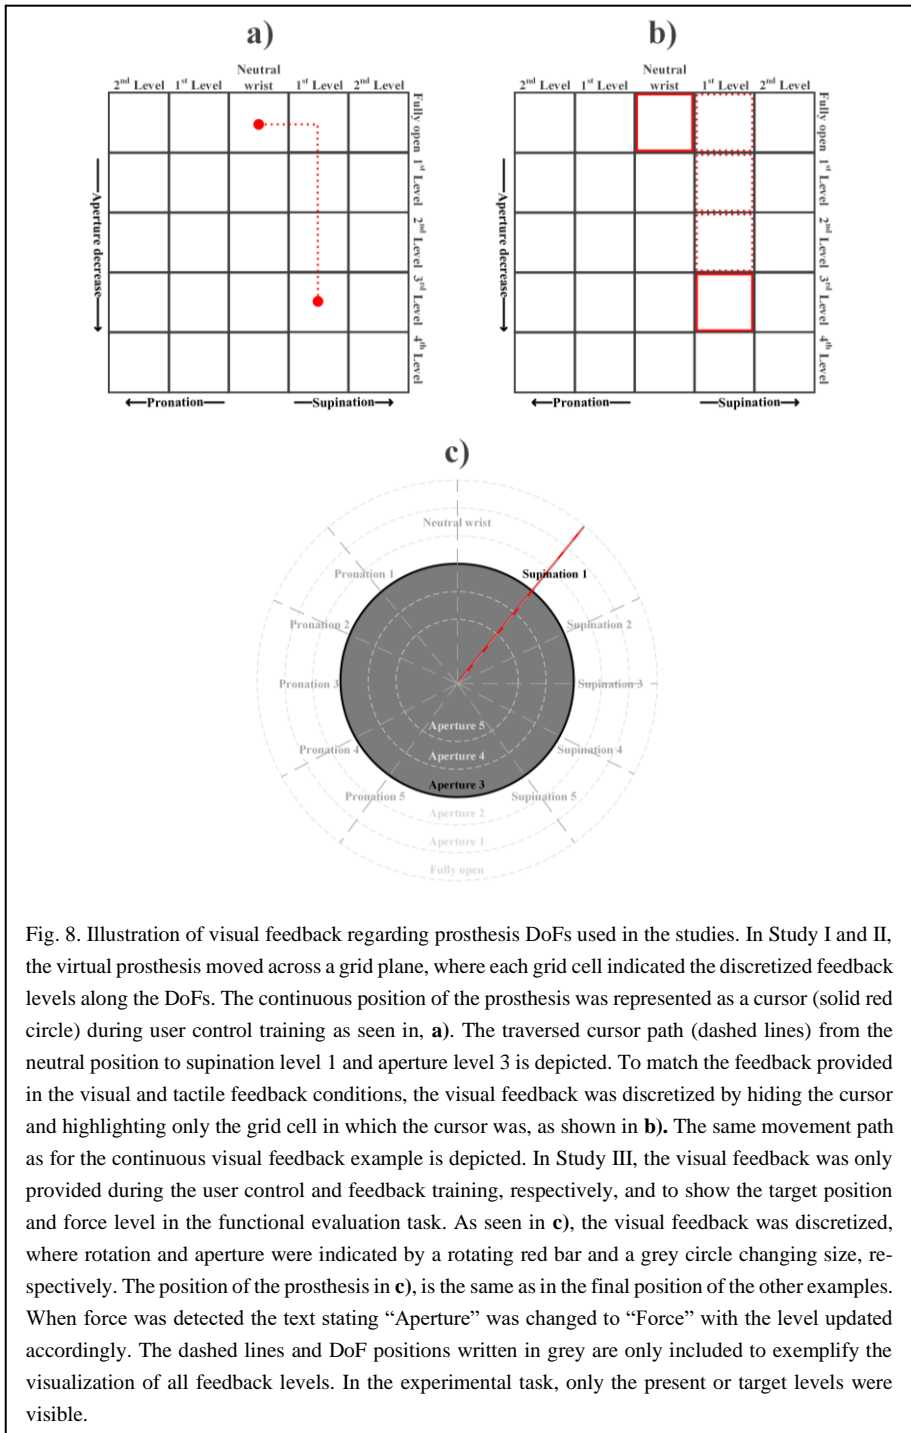 a)
2nd Level 1st Level Neutral wrist 1st Level 2nd Level
Fully open
1st Level
2nd Level
3rd Level
4th Level
Aperture decrease
Pronation
Supination
b)
2nd Level 1st Level Neutral wrist 1st Level 2nd Level
Fully open
1st Level
2nd Level
3rd Level
4th Level
Aperture decrease
Pronation
Supination
c)
Neutral wrist
Pronation 1
Supination 1
Pronation 2
Supination 2
Pronation 3
Supination 3
Aperture 5
Pronation 4
Aperture 4
Supination 4
Aperture 3
Pronation 5
Supination 5
Aperture 2
Aperture 1
Fully open
Fig. 8. Illustration of visual feedback regarding prosthesis DoFs used in the studies. In Study I and II,
the virtual prosthesis moved across a grid plane, where each grid cell indicated the discretized feedback
levels along the DoFs. The continuous position of the prosthesis was represented as a cursor (solid red
circle) during user control training as seen in, a). The traversed cursor path (dashed lines) from the
neutral position to supination level 1 and aperture level 3 is depicted. To match the feedback provided
in the visual and tactile feedback conditions, the visual feedback was discretized by hiding the cursor
and highlighting only the grid cell in which the cursor was, as shown in b). The same movement path
as for the continuous visual feedback example is depicted. In Study III, the visual feedback was only
provided during the user control and feedback training, respectively, and to show the target position
and force level in the functional evaluation task. As seen in c), the visual feedback was discretized,
where rotation and aperture were indicated by a rotating red bar and a grey circle changing size, re-
spectively. The position of the prosthesis in c), is the same as in the final position of the other examples.
When force was detected the text stating “Aperture” was changed to “Force” with the level updated
accordingly. The dashed lines and DoF positions written in grey are only included to exemplify the
visualization of all feedback levels. In the experimental task, only the present or target levels were
visible.